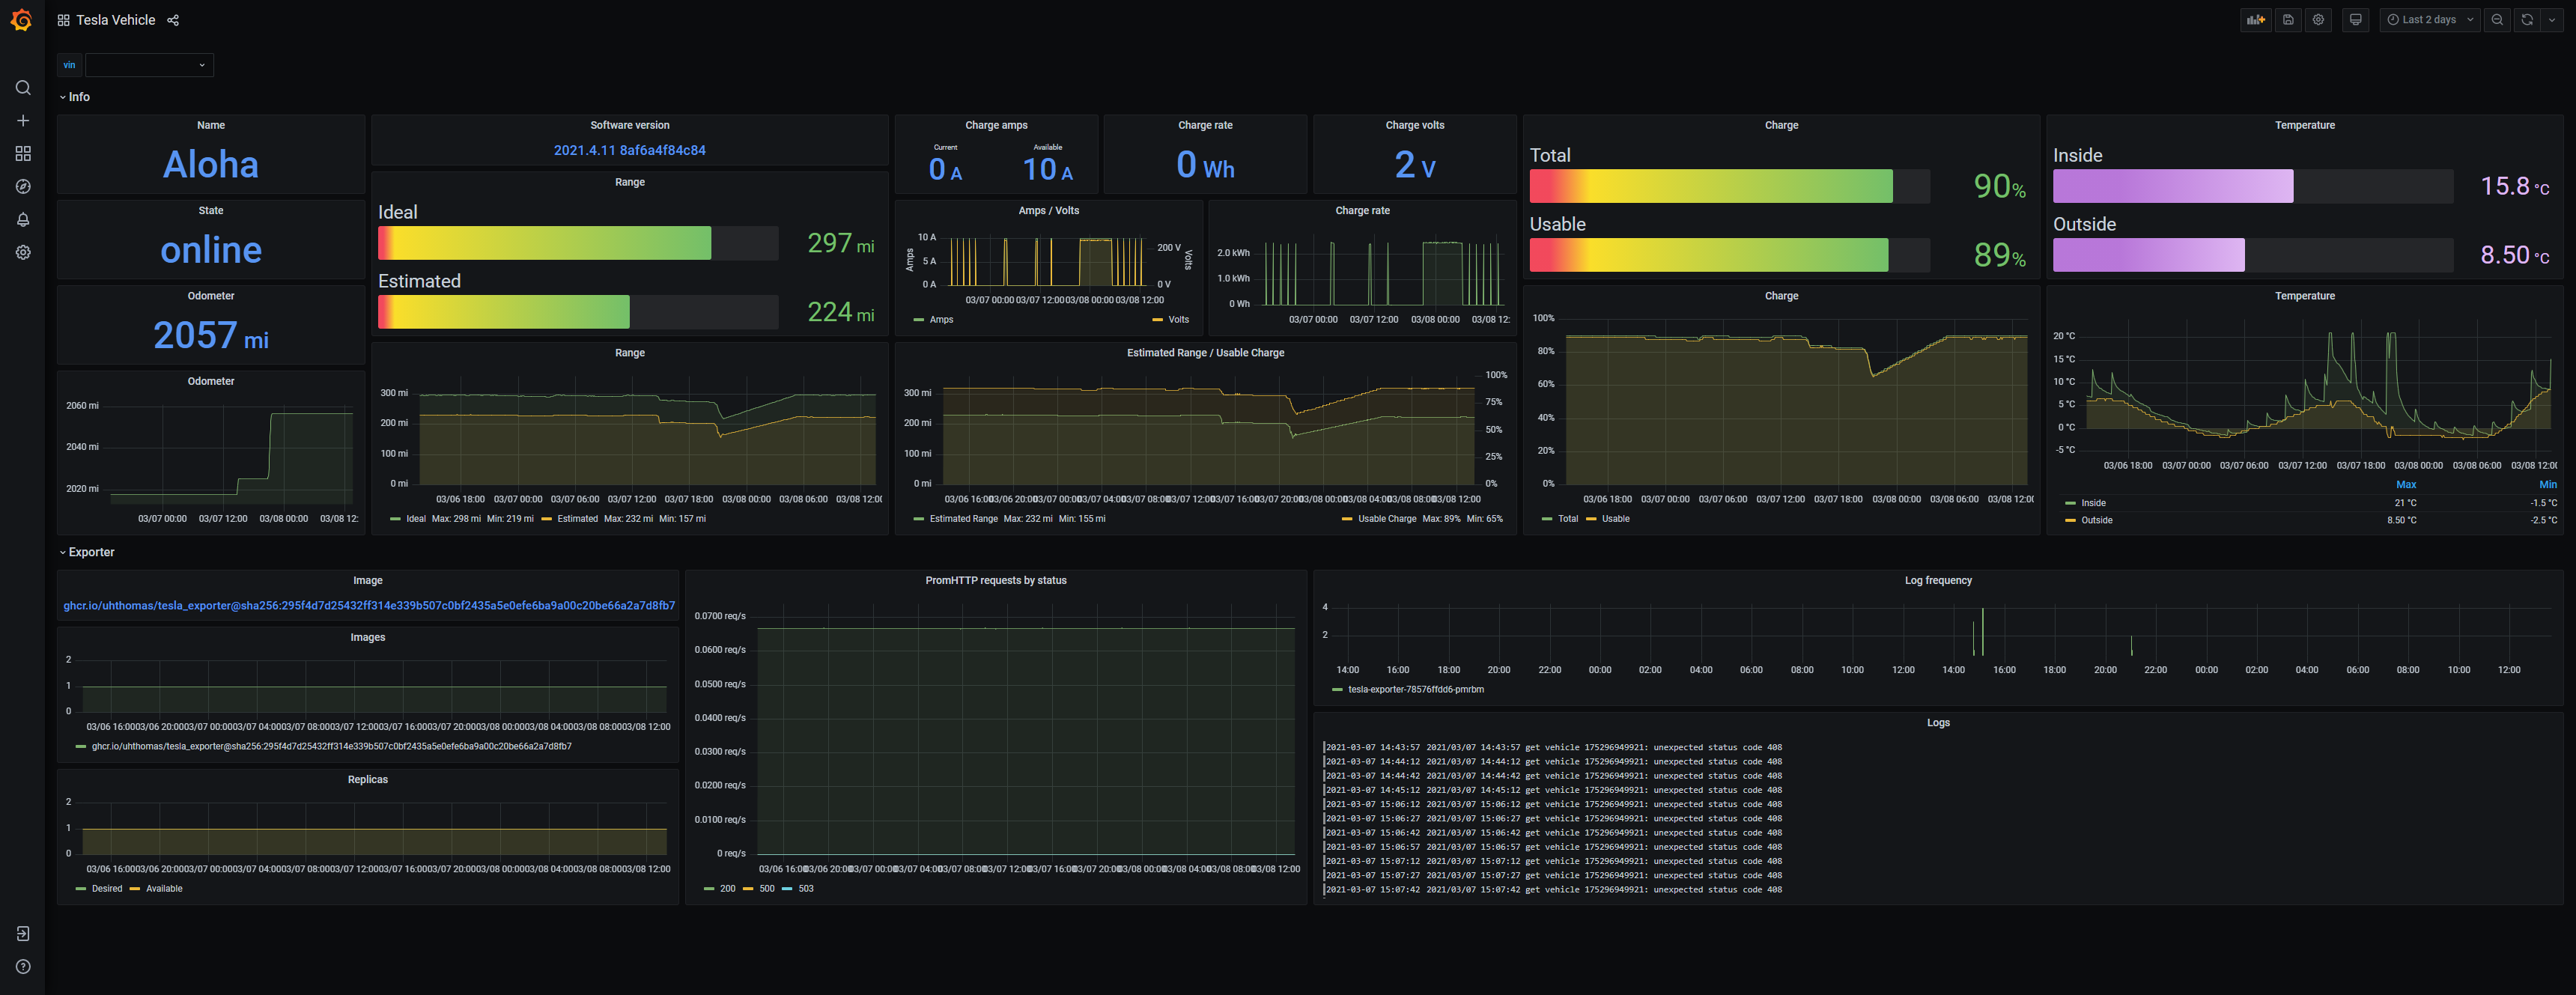 Tesla Vehicle
Last 2 days
vin
Info
Name
Aloha
State
online
Odometer
2057 mi
Odometer
2060 mi
2040 mi
2020 mi
03/07 00:00 03/07 12:00 03/08 00:00 03/08 12:
Software version
2021.4.11 8af6a4f84c84
Range
Ideal
297 mi
Estimated
224 mi
Range
300 mi
200 mi
100 mi
0 mi
03/06 18:00 03/07 00:00 03/07 06:00 03/07 12:00 03/07 18:00 03/08 00:00 03/08 06:00 03/08 12:0
Ideal Max: 298 mi Min: 219 mi Estimated Max: 232 mi Min: 157 mi
Charge amps
Current Available
0 A 10 A
Charge rate
0 Wh
Charge volts
2 V
Amps / Volts
Amps
Volts
10 A
5 A
0 A
200 V
0 V
03/07 00:00 03/07 12:00 03/08 00:00 03/08 12:00
Amps Volts
Charge rate
2.0 kWh
1.0 kWh
0 Wh
03/07 00:00 03/07 12:00 03/08 00:00 03/08 12:
Estimated Range / Usable Charge
300 mi
200 mi
100 mi
0 mi
100%
75%
50%
25%
0%
03/06 16:00 03/06 20:00 03/07 00:00 03/07 04:00 03/07 08:00 03/07 12:00 03/07 16:00 03/07 20:00 03/08 00:00 03/08 04:00 03/08 08:00 03/08 12:00
Estimated Range Max: 232 mi Min: 155 mi Usable Charge Max: 89% Min: 65%
Charge
Total
90%
Usable
89%
Charge
100%
80%
60%
40%
20%
0%
03/06 18:00 03/07 00:00 03/07 06:00 03/07 12:00 03/07 18:00 03/08 00:00 03/08 06:00 03/08 12:0
Total Usable
Temperature
Inside
15.8 °C
Outside
8.50 °C
Temperature
20 °C
15 °C
10 °C
5 °C
0 °C
-5 °C
03/06 18:00 03/07 00:00 03/07 06:00 03/07 12:00 03/07 18:00 03/08 00:00 03/08 06:00 03/08 12:0
Max Min
Inside 21 °C -1.5 °C
Outside 8.50 °C -2.5 °C
Exporter
Image
ghcr.io/uhthomas/tesla_exporter@sha256:295f4d7d25432ff314e339b507c0bf2435a5e0efe6ba9a00c20be66a2a7d8fb7
Images
2
1
0
03/06 16:00 03/06 20:00 03/07 00:00 03/07 04:00 03/07 08:00 03/07 12:00 03/07 16:00 03/07 20:00 03/08 00:00 03/08 04:00 03/08 08:00 03/08 12:00
ghcr.io/uhthomas/tesla_exporter@sha256:295f4d7d25432ff314e339b507c0bf2435a5e0efe6ba9a00c20be66a2a7d8fb7
Replicas
2
1
0
03/06 16:00 03/06 20:00 03/07 00:00 03/07 04:00 03/07 08:00 03/07 12:00 03/07 16:00 03/07 20:00 03/08 00:00 03/08 04:00 03/08 08:00 03/08 12:00
Desired Available
PromHTTP requests by status
0.0700 req/s
0.0600 req/s
0.0500 req/s
0.0400 req/s
0.0300 req/s
0.0200 req/s
0.0100 req/s
0 req/s
03/06 16:00 03/06 20:00 03/07 00:00 03/07 04:00 03/07 08:00 03/07 12:00 03/07 16:00 03/07 20:00 03/08 00:00 03/08 04:00 03/08 08:00 03/08 12:00
200 500 503
Log frequency
4
2
14:00 16:00 18:00 20:00 22:00 00:00 02:00 04:00 06:00 08:00 10:00 12:00 14:00 16:00 18:00 20:00 22:00 00:00 02:00 04:00 06:00 08:00 10:00 12:00
tesla-exporter-78576ffdd6-pmrbm
Logs
2021-03-07 14:43:57 2021/03/07 14:43:57 get vehicle 175296949921: unexpected status code 408
2021-03-07 14:44:12 2021/03/07 14:44:12 get vehicle 175296949921: unexpected status code 408
2021-03-07 14:44:42 2021/03/07 14:44:42 get vehicle 175296949921: unexpected status code 408
2021-03-07 14:45:12 2021/03/07 14:45:12 get vehicle 175296949921: unexpected status code 408
2021-03-07 15:06:12 2021/03/07 15:06:12 get vehicle 175296949921: unexpected status code 408
2021-03-07 15:06:27 2021/03/07 15:06:27 get vehicle 175296949921: unexpected status code 408
2021-03-07 15:06:42 2021/03/07 15:06:42 get vehicle 175296949921: unexpected status code 408
2021-03-07 15:06:57 2021/03/07 15:06:57 get vehicle 175296949921: unexpected status code 408
2021-03-07 15:07:12 2021/03/07 15:07:12 get vehicle 175296949921: unexpected status code 408
2021-03-07 15:07:27 2021/03/07 15:07:27 get vehicle 175296949921: unexpected status code 408
2021-03-07 15:07:42 2021/03/07 15:07:42 get vehicle 175296949921: unexpected status code 408